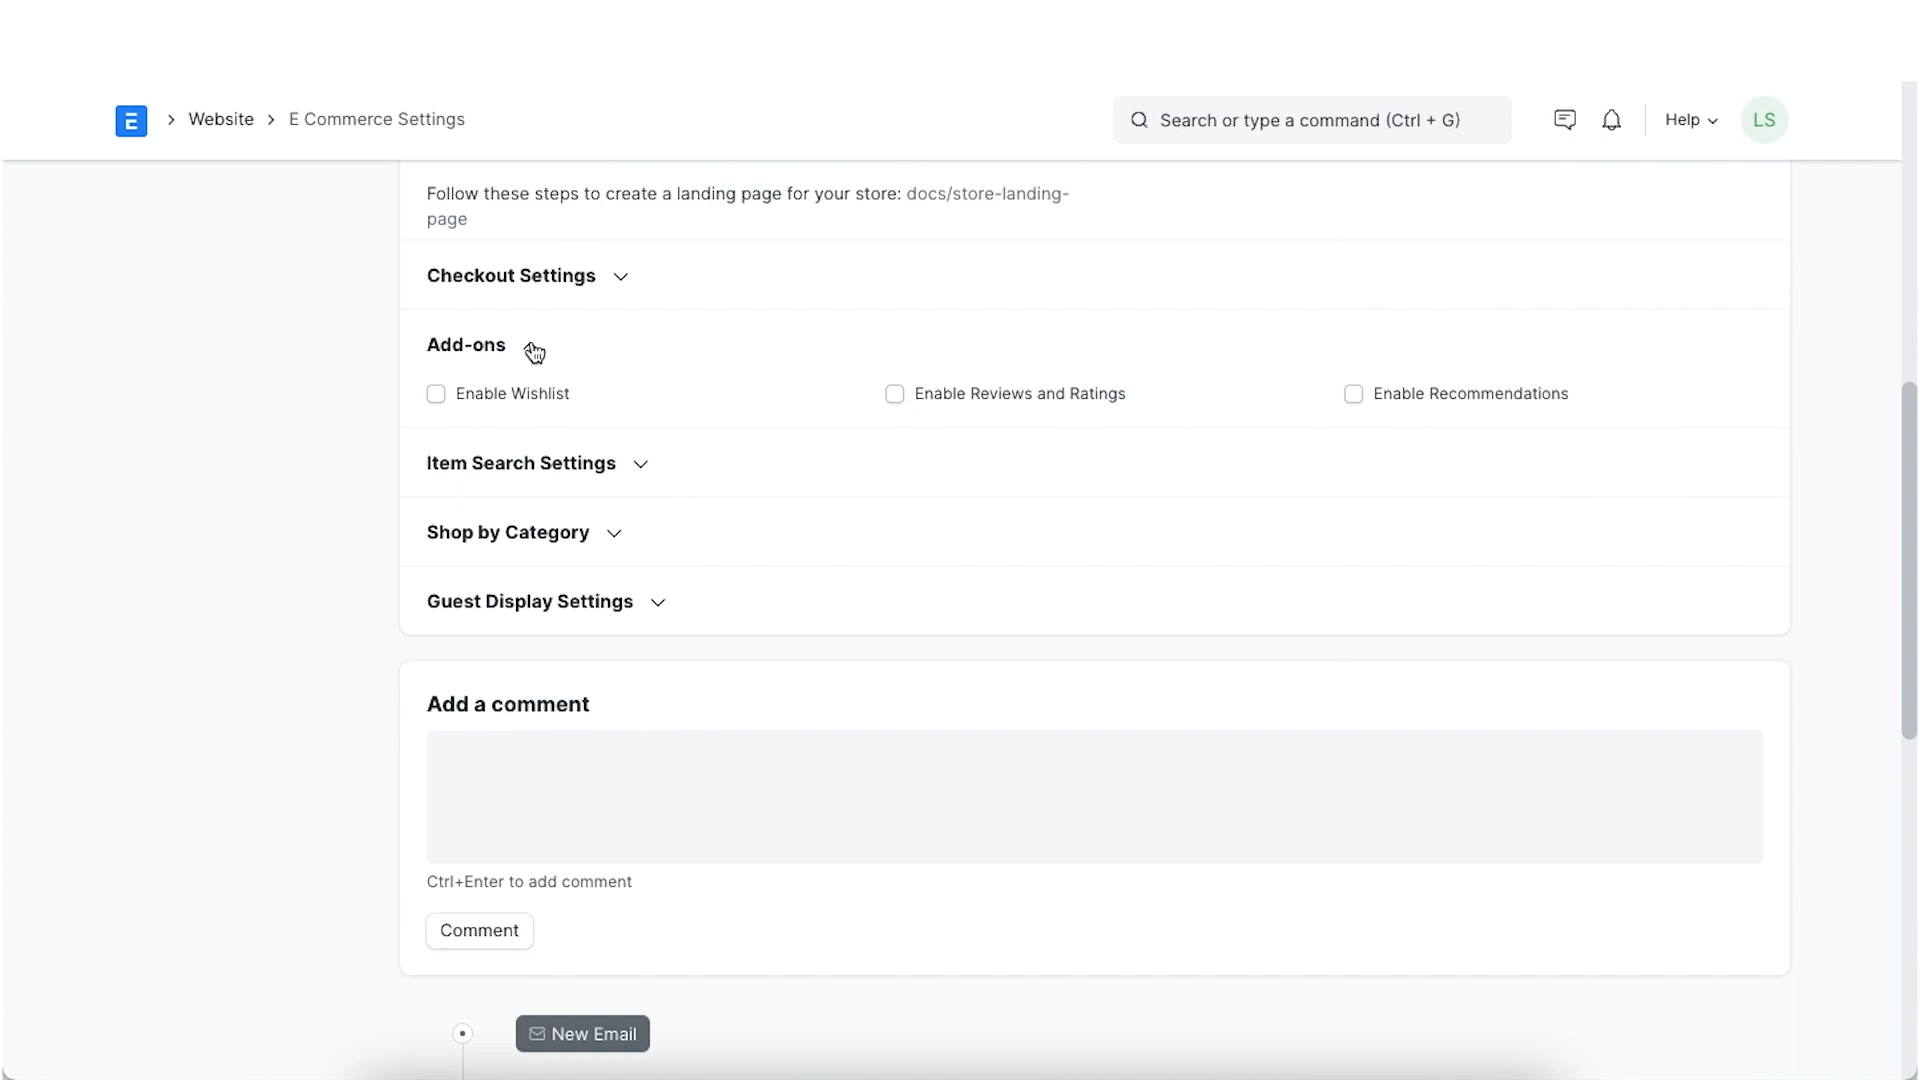 E > Website > E Commerce Settings Search or type a command (Ctrl + G) Help LS
Follow these steps to create a landing page for your store: docs/store-landing-
page
Checkout Settings
Add-ons
Enable Wishlist Enable Reviews and Ratings Enable Recommendations
Item Search Settings
Shop by Category
Guest Display Settings
Add a comment
Ctrl+Enter to add comment
Comment
New Email